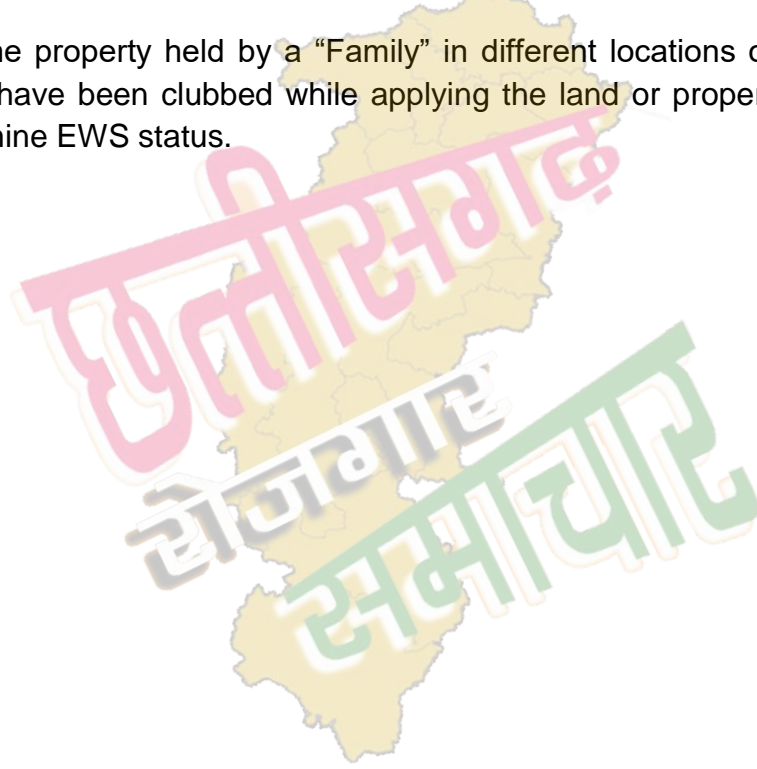 ne property held by a “Family” in different locations o
have been clubbed while applying the land or proper
nine EWS status.
छत्तीसगढ़
रोजगार
समाचार